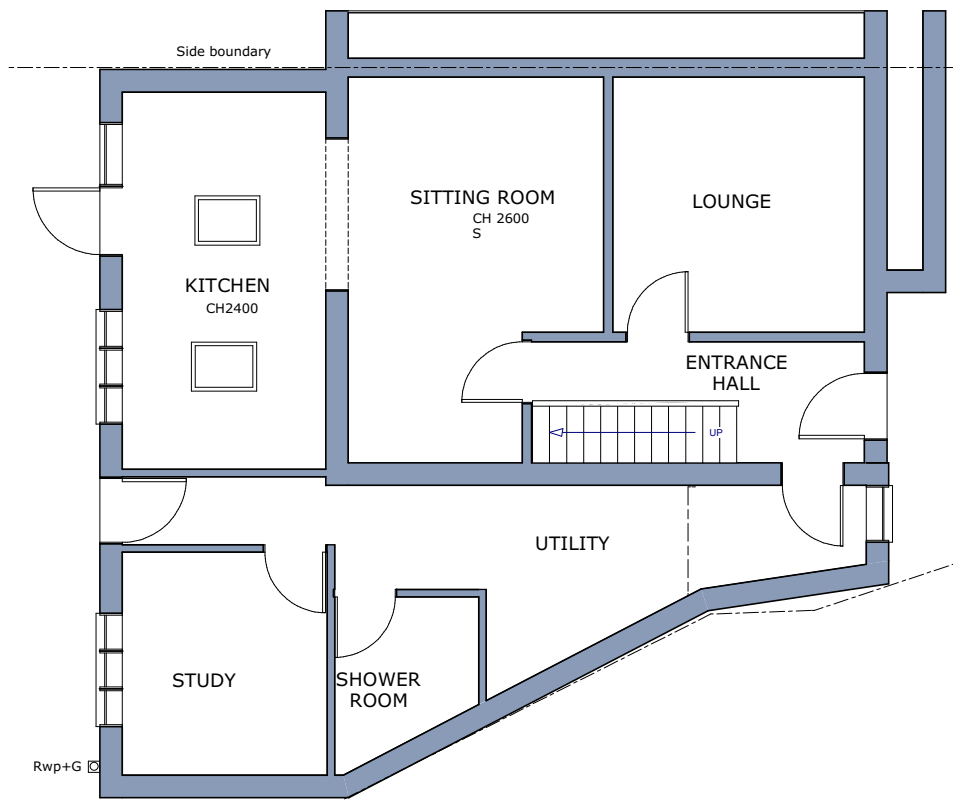 Side boundary
SITTING ROOM
CH 2600
S
LOUNGE
KITCHEN
CH2400
ENTRANCE
HALL
UP
UTILITY
STUDY
SHOWER
ROOM
Rwp+G